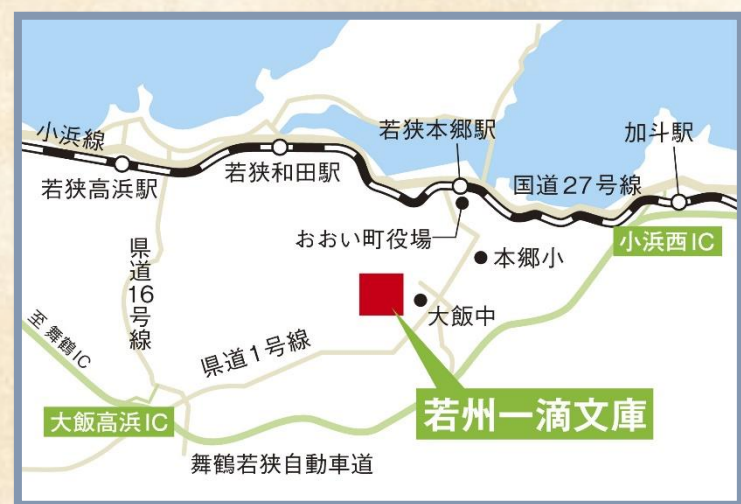 小浜線
若狭高浜駅
若狭和田駅
若狭本郷駅
加斗駅
国道27号線
おおい町役場
本郷小
小浜西IC
県道16号線
大飯中
至 舞鶴IC
県道1号線
大飯高浜IC
若州一滴文庫
舞鶴若狭自動車道